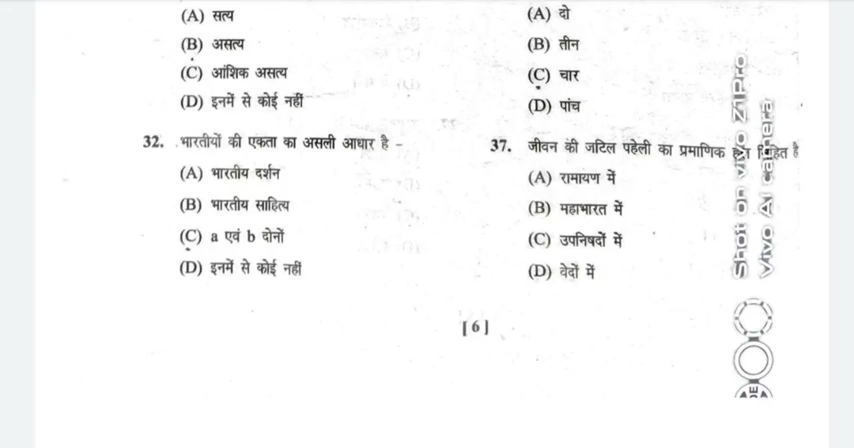 (A) सत्य
(B) असत्य
(C) आंशिक असत्य
(D) इनमें से कोई नहीं
32. भारतीयों की एकता का असली आधार है –
(A) भारतीय दर्शन
(B) भारतीय साहित्य
(C) a एवं b दोनों
(D) इनमें से कोई नहीं
(A) दो
(B) तीन
(C) चार
(D) पांच
37. जीवन की जटिल पहेली का प्रमाणिक है
(A) रामायण में
(B) महाभारत में
(C) उपनिषदों में
(D) वेदों में
[ 6 ]
Shot on vivo Z1Pro
Vivo AI camera